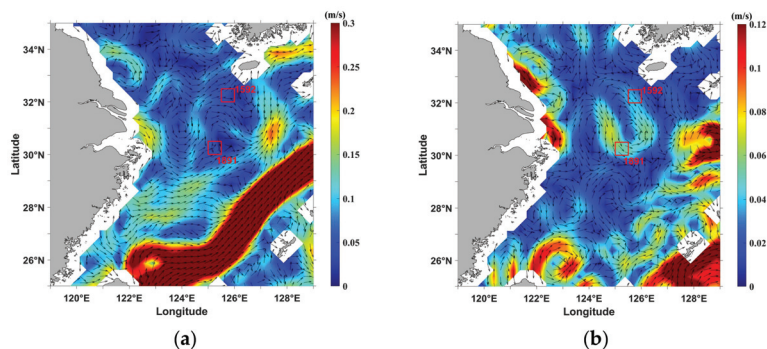 (m/s)
34°N
32°N
30°N
28°N
26°N
Latitude
120°E
122°E
124°E
126°E
128°E
Longitude
0.3
0.25
0.2
0.15
0.1
0.05
0
(a)
(m/s)
34°N
32°N
30°N
28°N
26°N
Latitude
120°E
122°E
124°E
126°E
128°E
Longitude
0.12
0.1
0.08
0.06
0.04
0.02
0
(b)